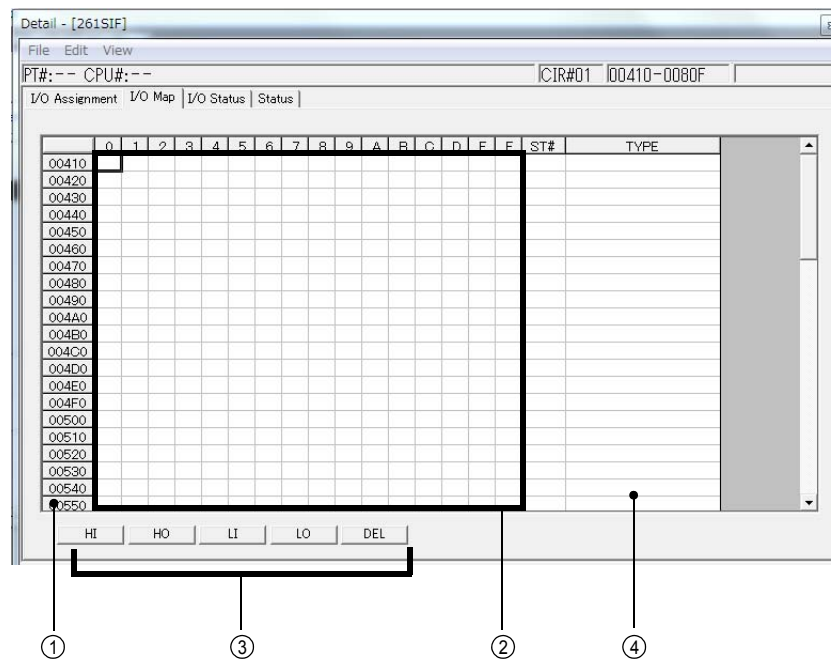 Detail - [261SIF]
File Edit View
PT#:-- CPU#:-- CIR#01 00410-0080F
I/O Assignment I/O Map I/O Status Status
0 1 2 3 4 5 6 7 8 9 A B C D E F ST# TYPE
00410
00420
00430
00440
00450
00460
00470
00480
00490
004A0
004B0
004C0
004D0
004E0
004F0
00500
00510
00520
00530
00540
00550
HI HO LI LO DEL
① ③ ② ④